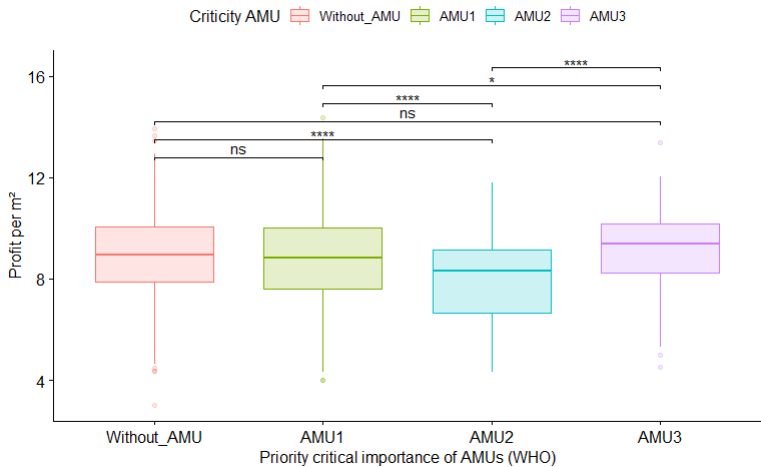 Criticity AMU Without_AMU AMU1 AMU2 AMU3
****
*
****
ns
****
ns
16
12
8
4
Profit per m²
Without_AMU AMU1 AMU2 AMU3
Priority critical importance of AMUs (WHO)